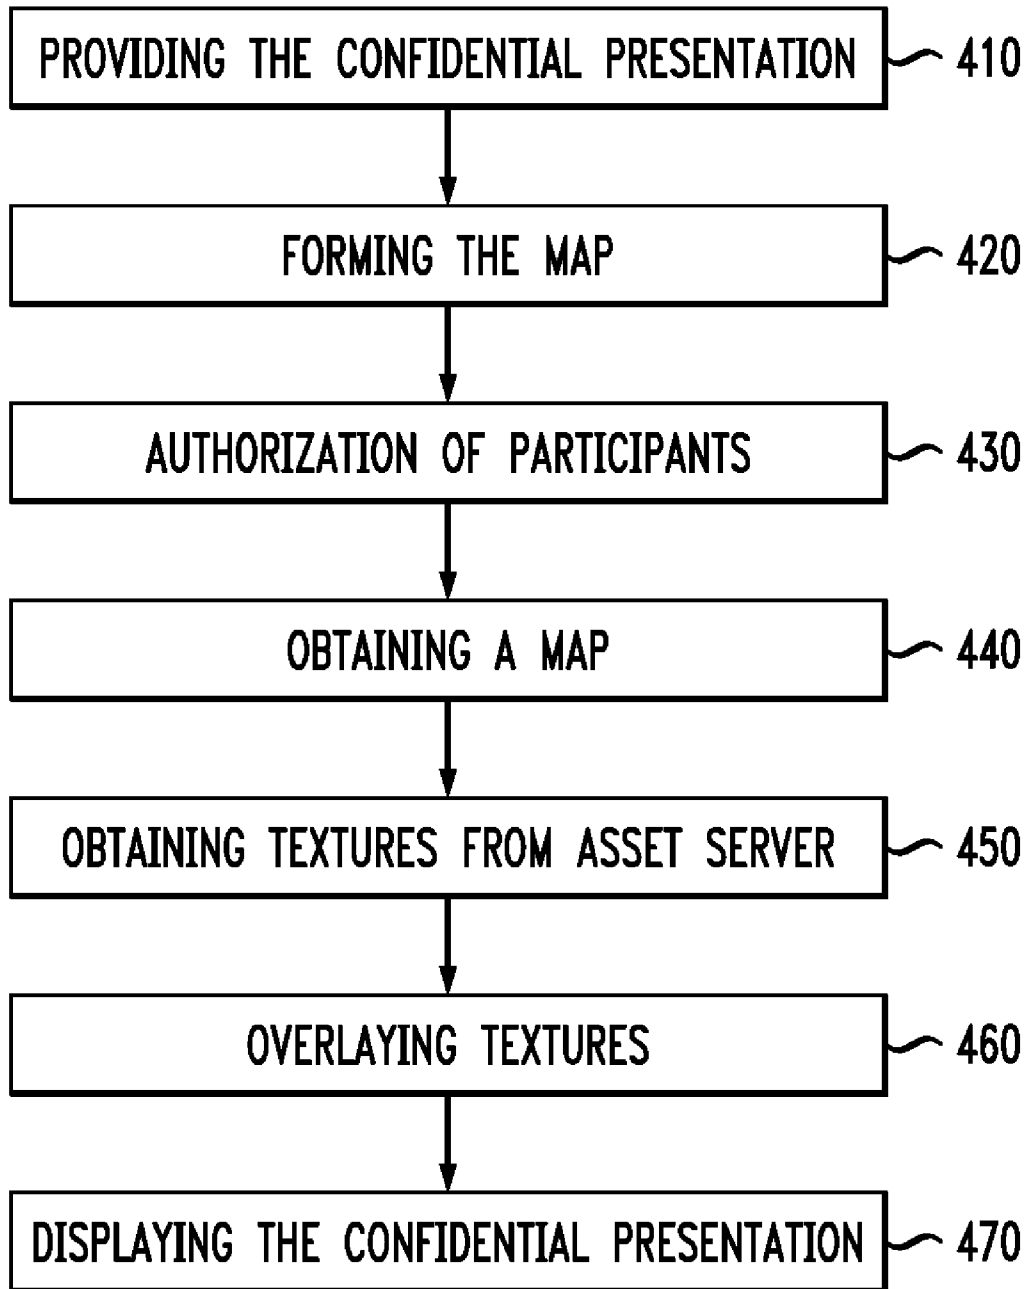 PROVIDING THE CONFIDENTIAL PRESENTATION 410
FORMING THE MAP 420
AUTHORIZATION OF PARTICIPANTS 430
OBTAINING A MAP 440
OBTAINING TEXTURES FROM ASSET SERVER 450
OVERLAYING TEXTURES 460
DISPLAYING THE CONFIDENTIAL PRESENTATION 470